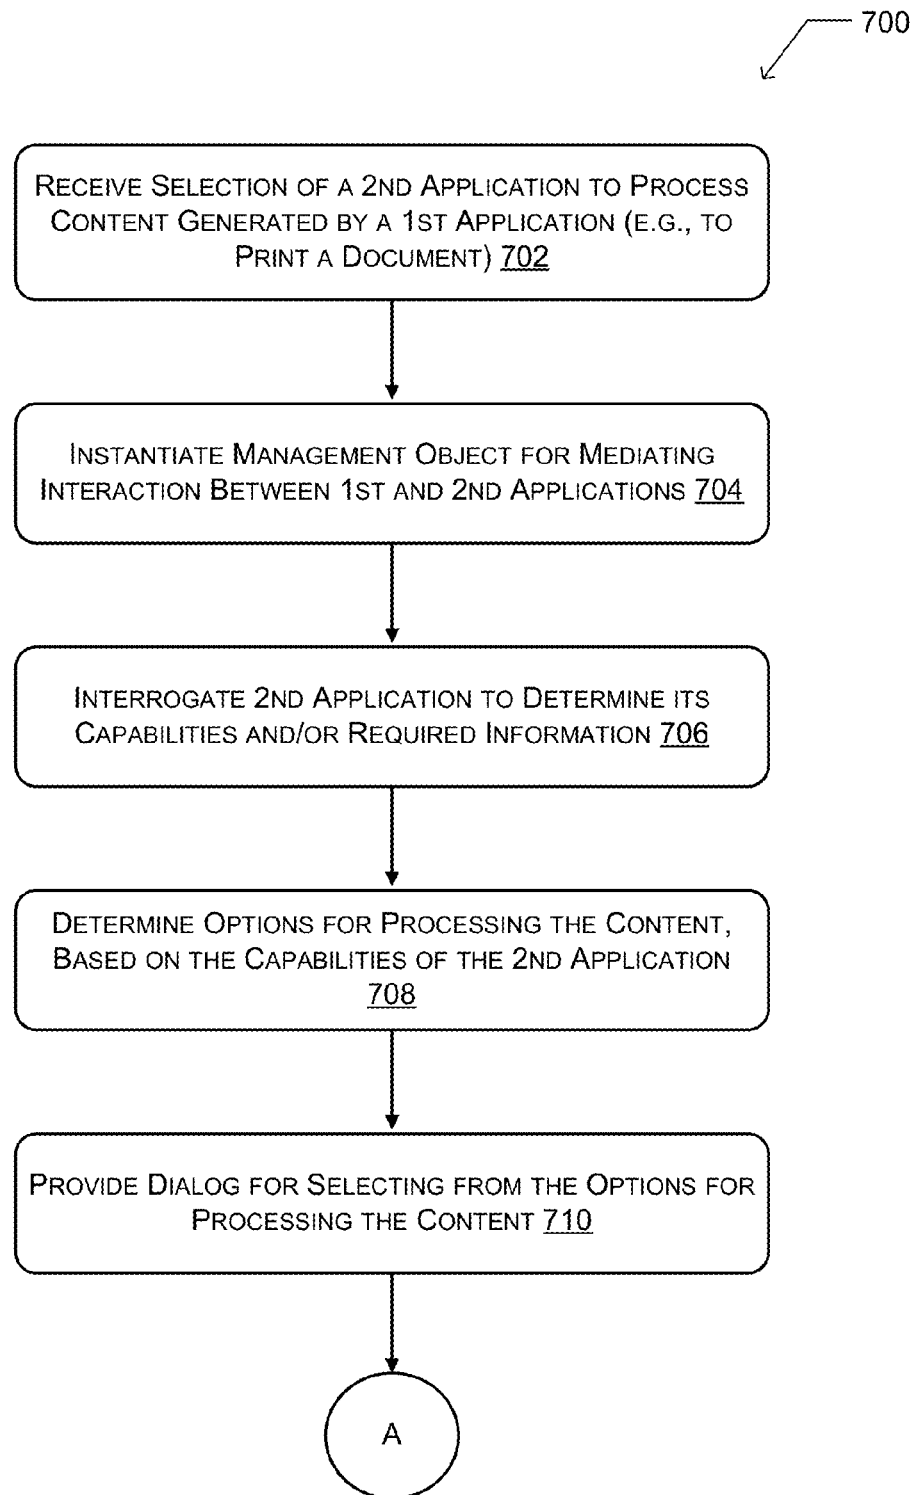 700
RECEIVE SELECTION OF A 2ND APPLICATION TO PROCESS
CONTENT GENERATED BY A 1ST APPLICATION (E.G., TO
PRINT A DOCUMENT) 702
INSTANTIATE MANAGEMENT OBJECT FOR MEDIATING
INTERACTION BETWEEN 1ST AND 2ND APPLICATIONS 704
INTERROGATE 2ND APPLICATION TO DETERMINE ITS
CAPABILITIES AND/OR REQUIRED INFORMATION 706
DETERMINE OPTIONS FOR PROCESSING THE CONTENT,
BASED ON THE CAPABILITIES OF THE 2ND APPLICATION
708
PROVIDE DIALOG FOR SELECTING FROM THE OPTIONS FOR
PROCESSING THE CONTENT 710
A